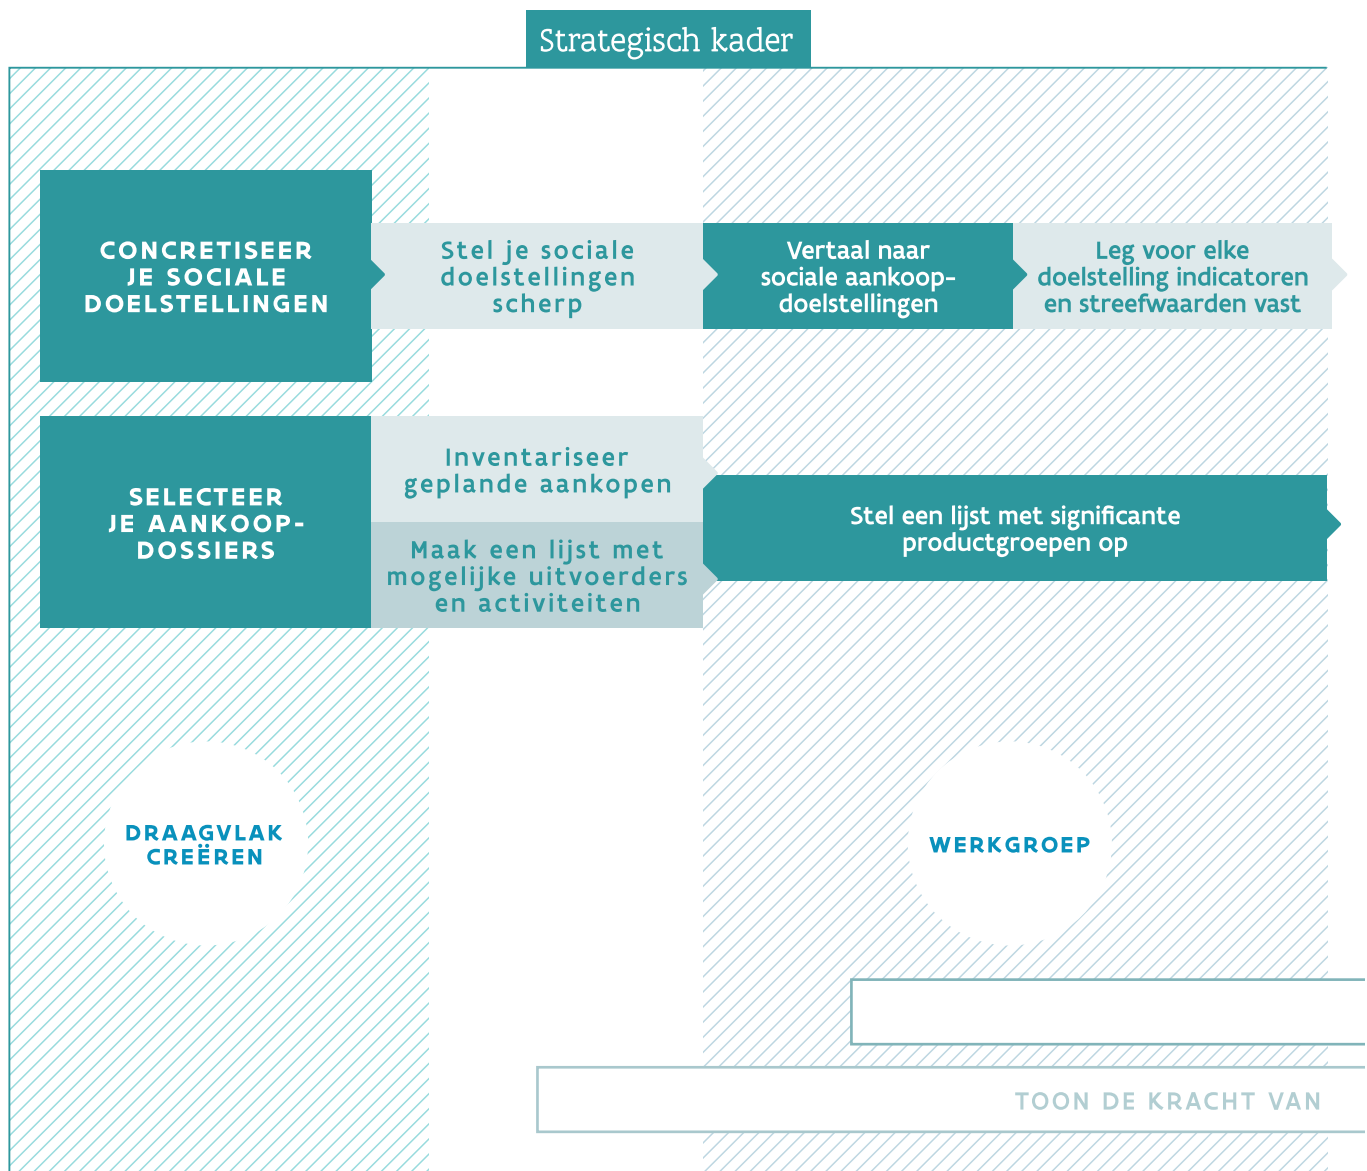 Strategisch kader
CONCRETISEER
JE SOCIALE
DOELSTELLINGEN
Stel je sociale
doelstellingen
scherp
Vertaal naar
sociale aankoop-
doelstellingen
Leg voor elke
doelstelling indicatoren
en streefwaarden vast
SELECTEER
JE AANKOOP-
DOSSIERS
Inventariseer
geplande aankopen
Maak een lijst met
mogelijke uitvoerders
en activiteiten
Stel een lijst met significante
productgroepen op
DRAAGVLAK
CREËREN
WERKGROEP
TOON DE KRACHT VAN